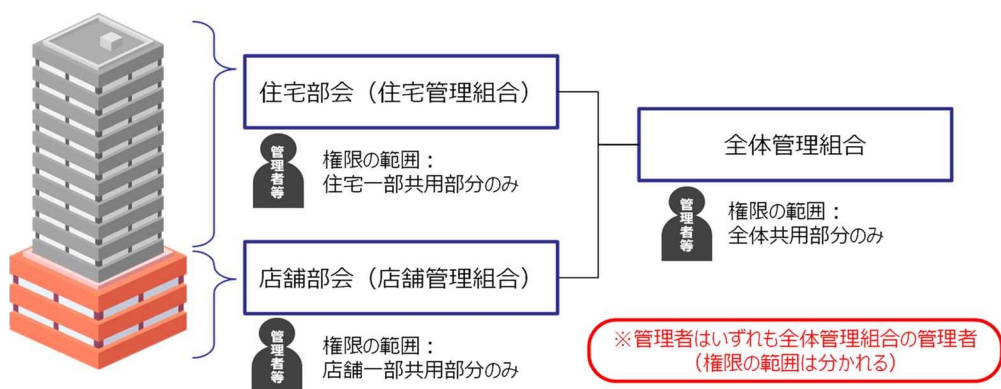 住宅部会（住宅管理組合）
管理者等
権限の範囲：
住宅一部共用部分のみ
店舗部会（店舗管理組合）
管理者等
権限の範囲：
店舗一部共用部分のみ
全体管理組合
管理者等
権限の範囲：
全体共用部分のみ
※管理者はいずれも全体管理組合の管理者
（権限の範囲は分かれる）